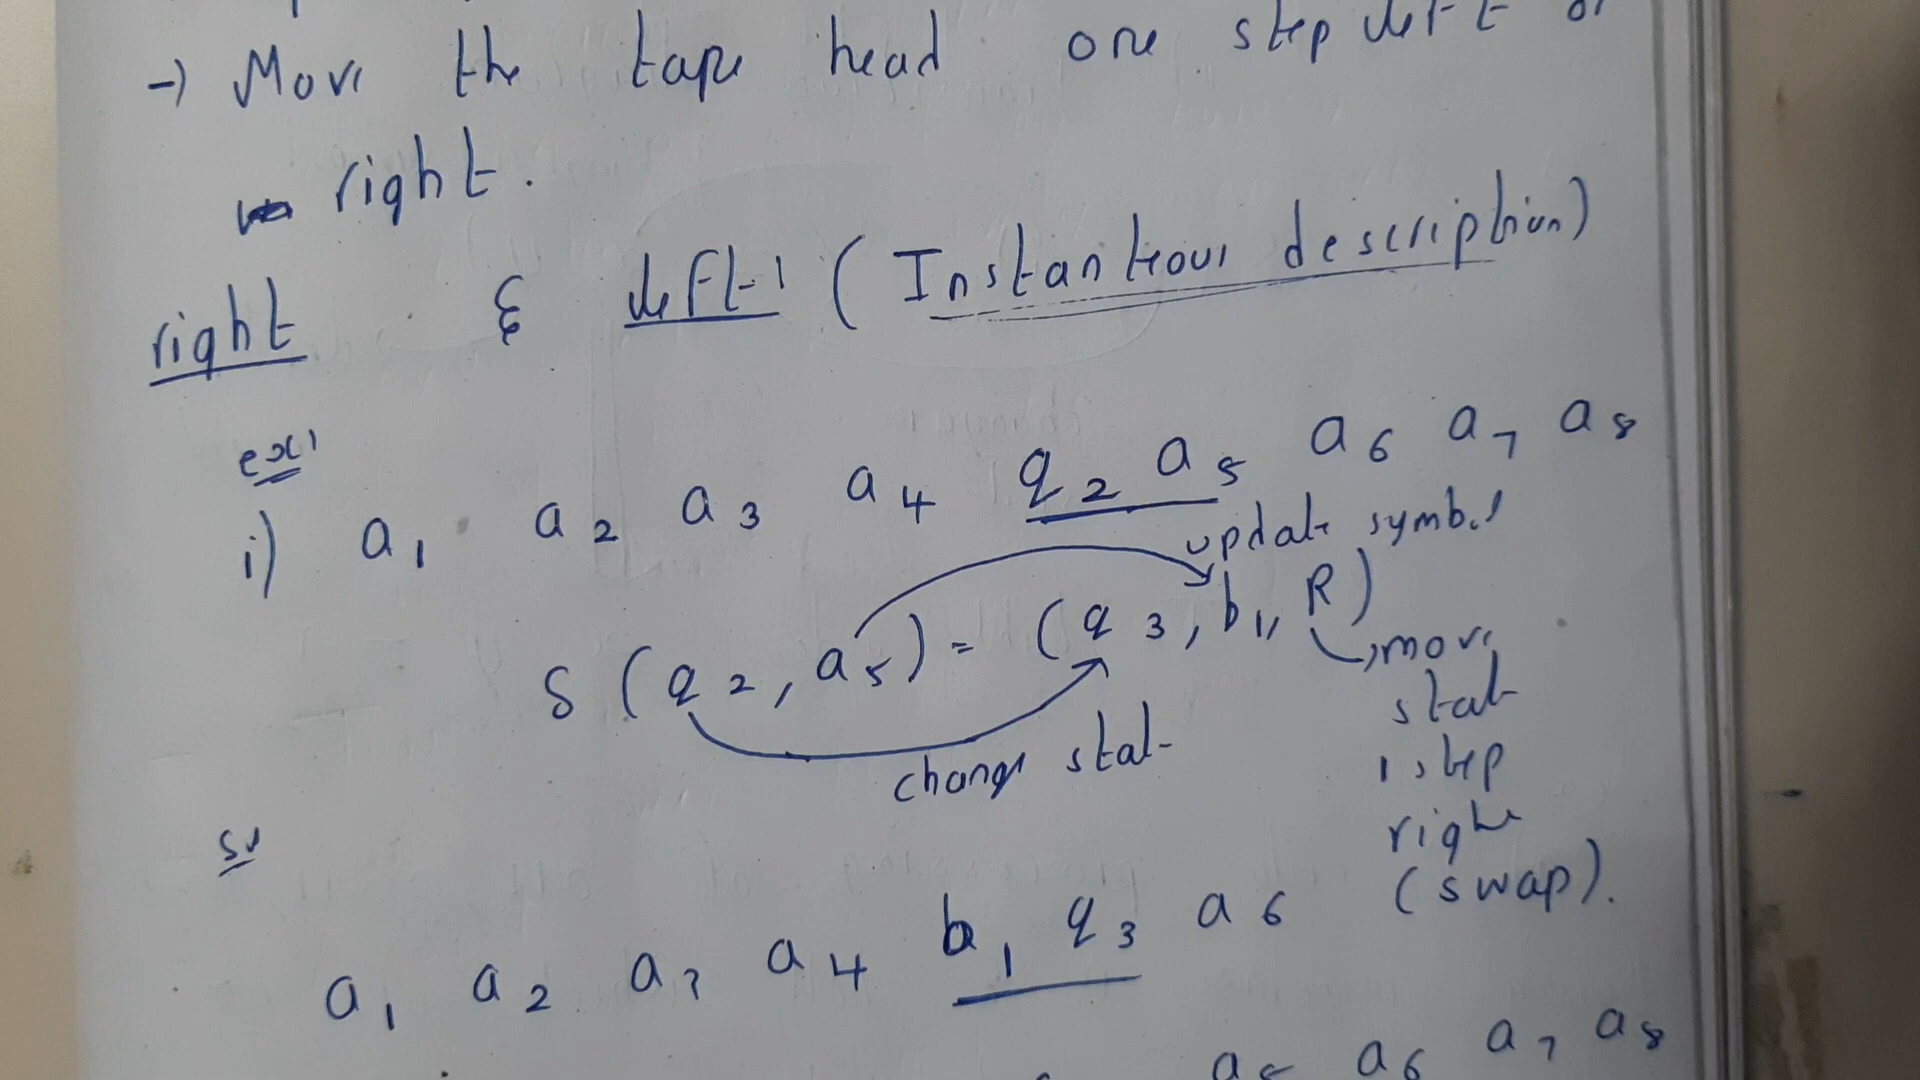 → Move the tape head one step left or
right.
right & left: (Instanteous description)
ex:
i) a1 a2 a3 a4 q2 a5 a6 a7 a8
update symbol
δ (q2, a5) = (q3, b1, R)
change state
move
state
1 step
right
(swap).
a1 a2 a3 a4 b1 q3 a6
a6 a7 a8